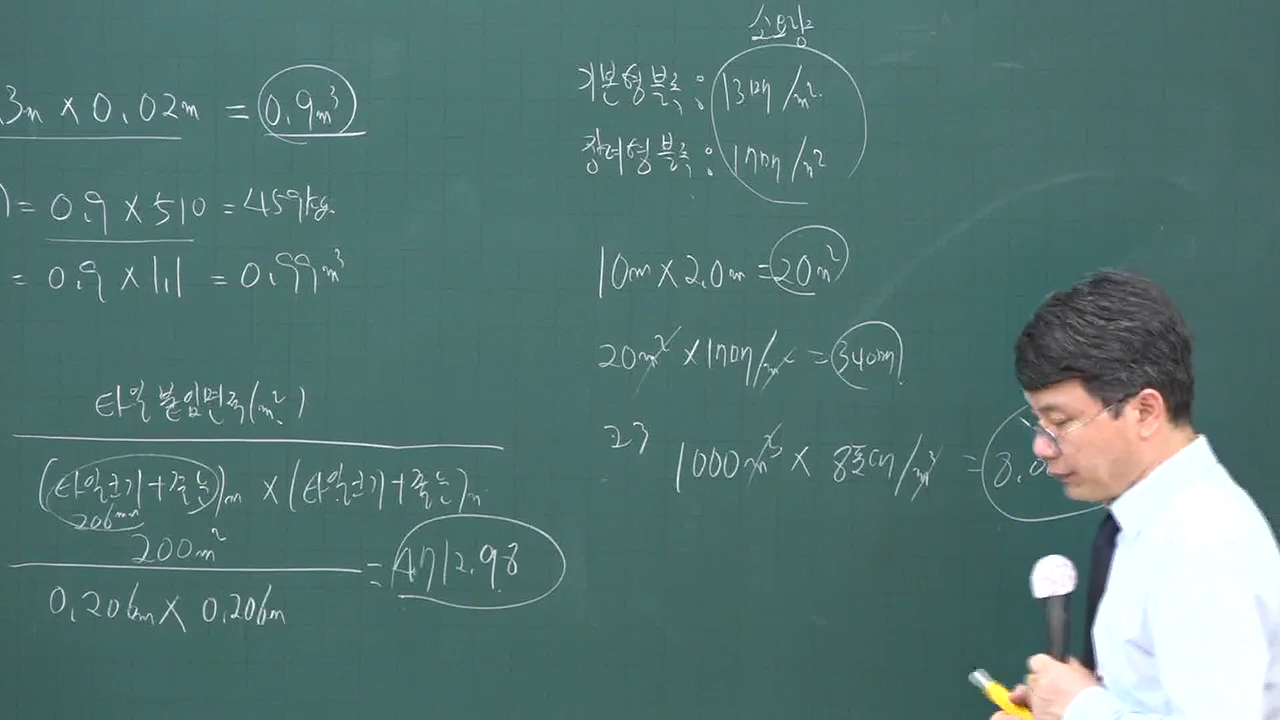 3m × 0.02m = 0.9m³
= 0.9 × 510 = 459kg.
= 0.9 × 1.1 = 0.99m³
타일 붙임면적(m²)
(타일크기+줄눈)m × (타일크기+줄눈)m
206mm
200m²
0.206m × 0.206m = 4712.98
소요량
기본형블록 : 13매/m²
장려형블록 : 17매/m²
10m × 2.0m = 20m²
20m² × 17매/m² = 340매
23
1000m³ × 8
/m³ = 8.0